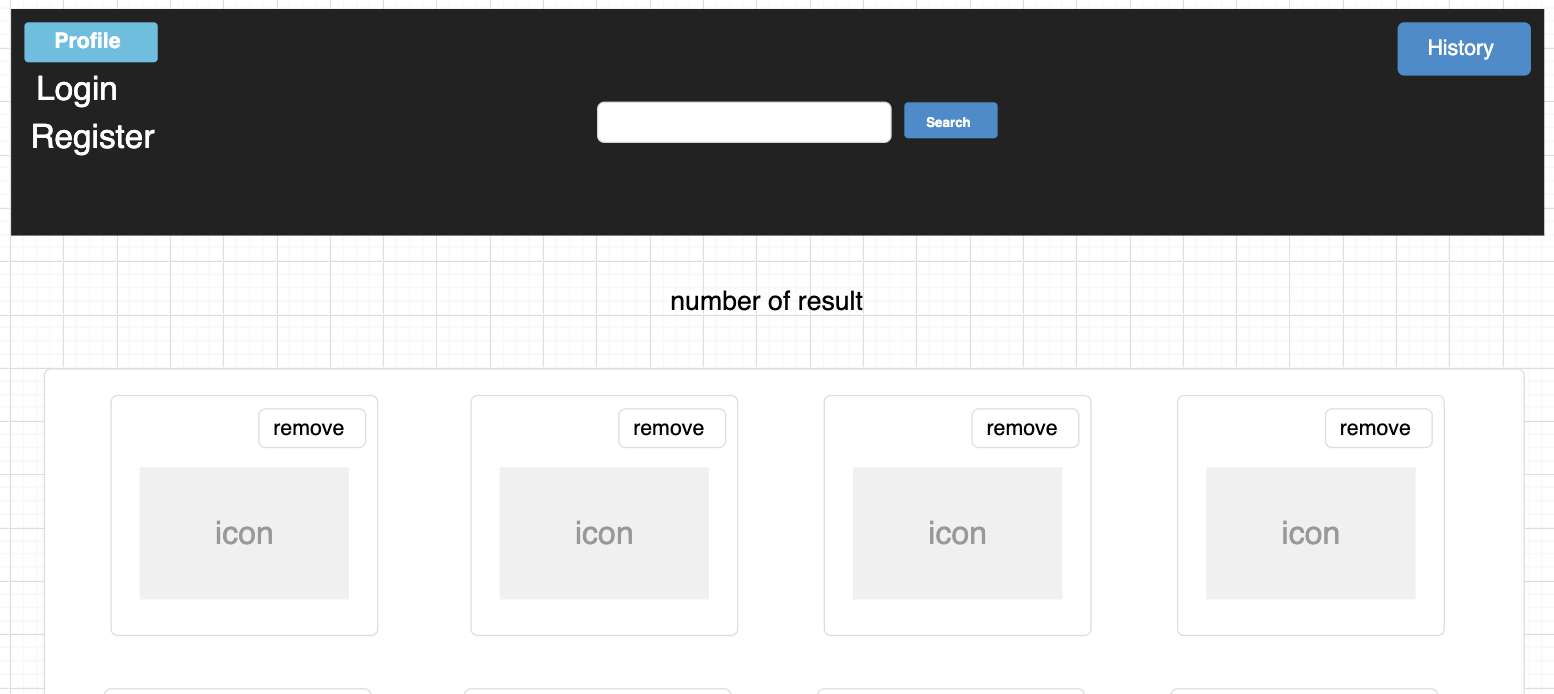 Profile
History
Login
Register
Search
number of result
remove
remove
remove
remove
icon
icon
icon
icon